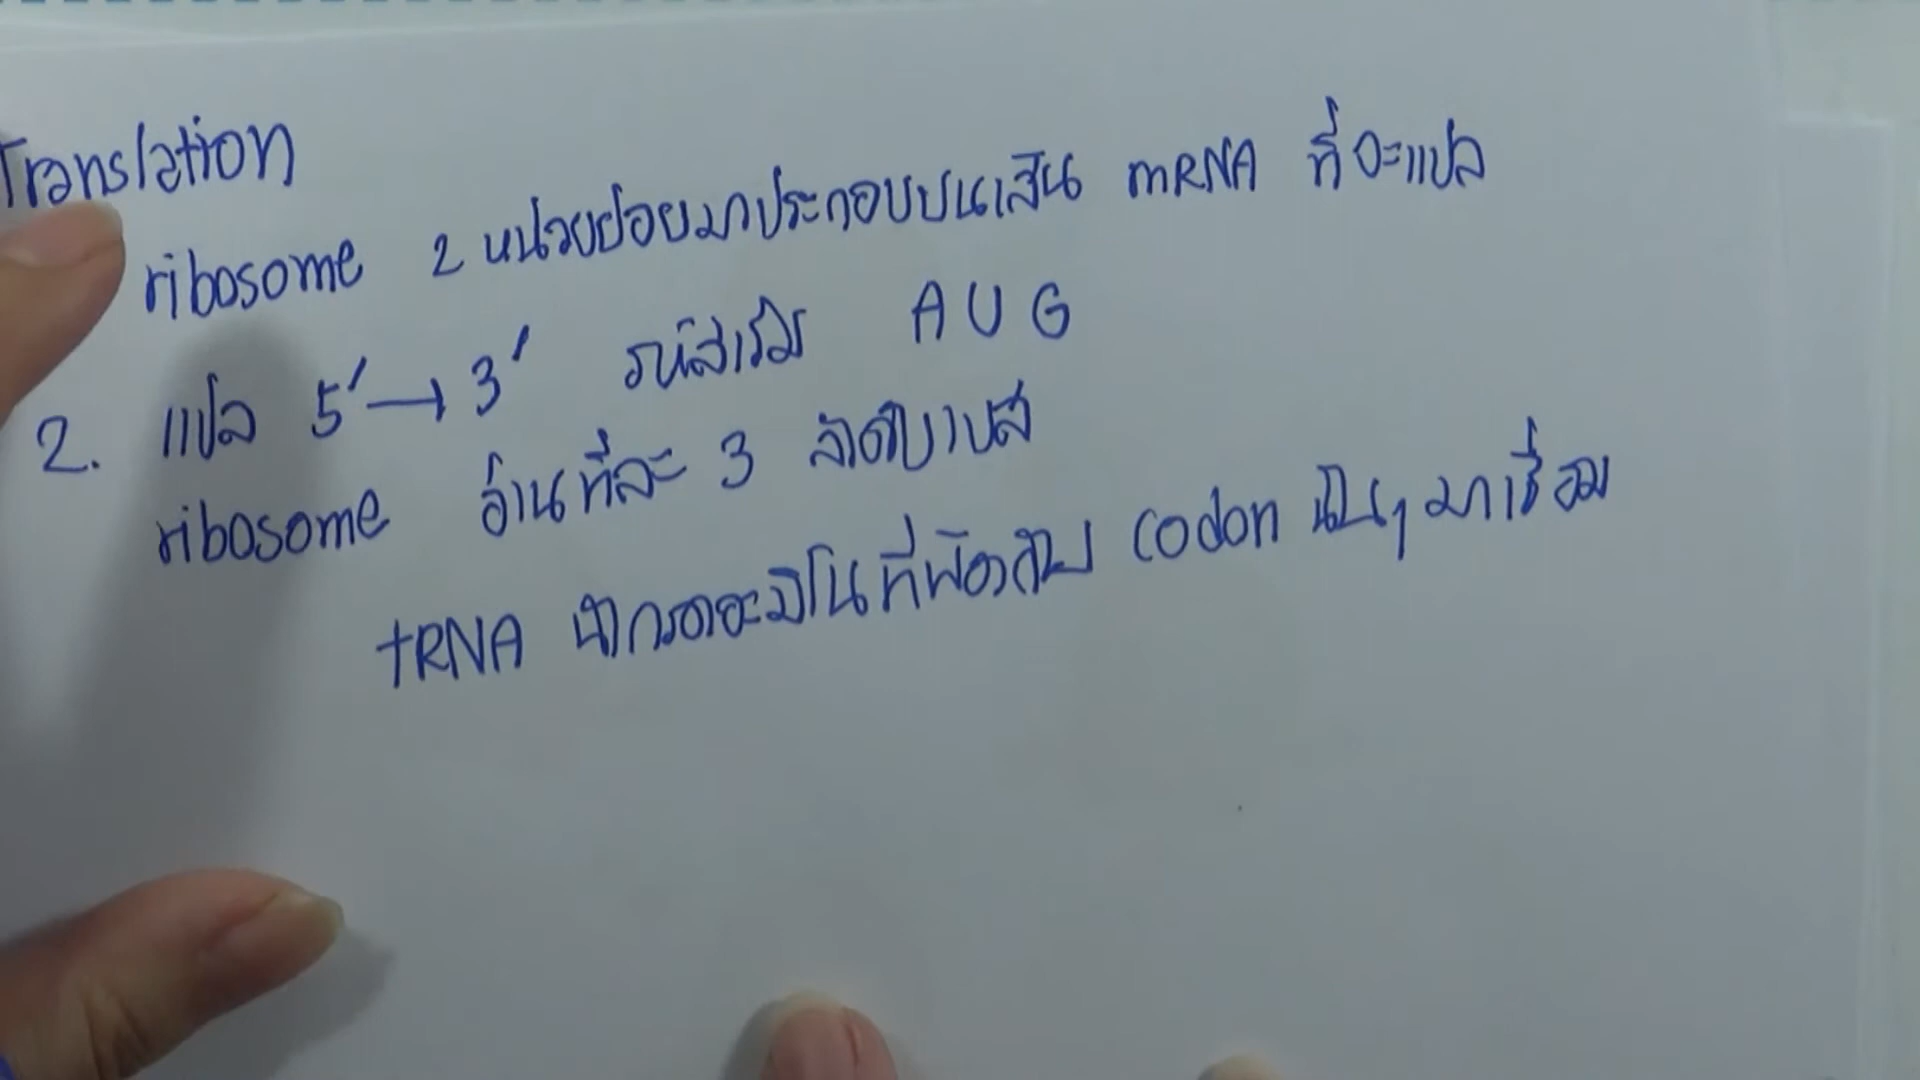 Translation
ribosome 2 หน่วยย่อยมาประกอบบนเส้น mRNA ที่จะแปล
2. แปล 5' → 3' รหัสเริ่ม AUG
ribosome อ่านทีละ 3 ลำดับเบส
tRNA นำกรดอะมิโนที่พ้องกับ codon นั้นๆ มาเชื่อม